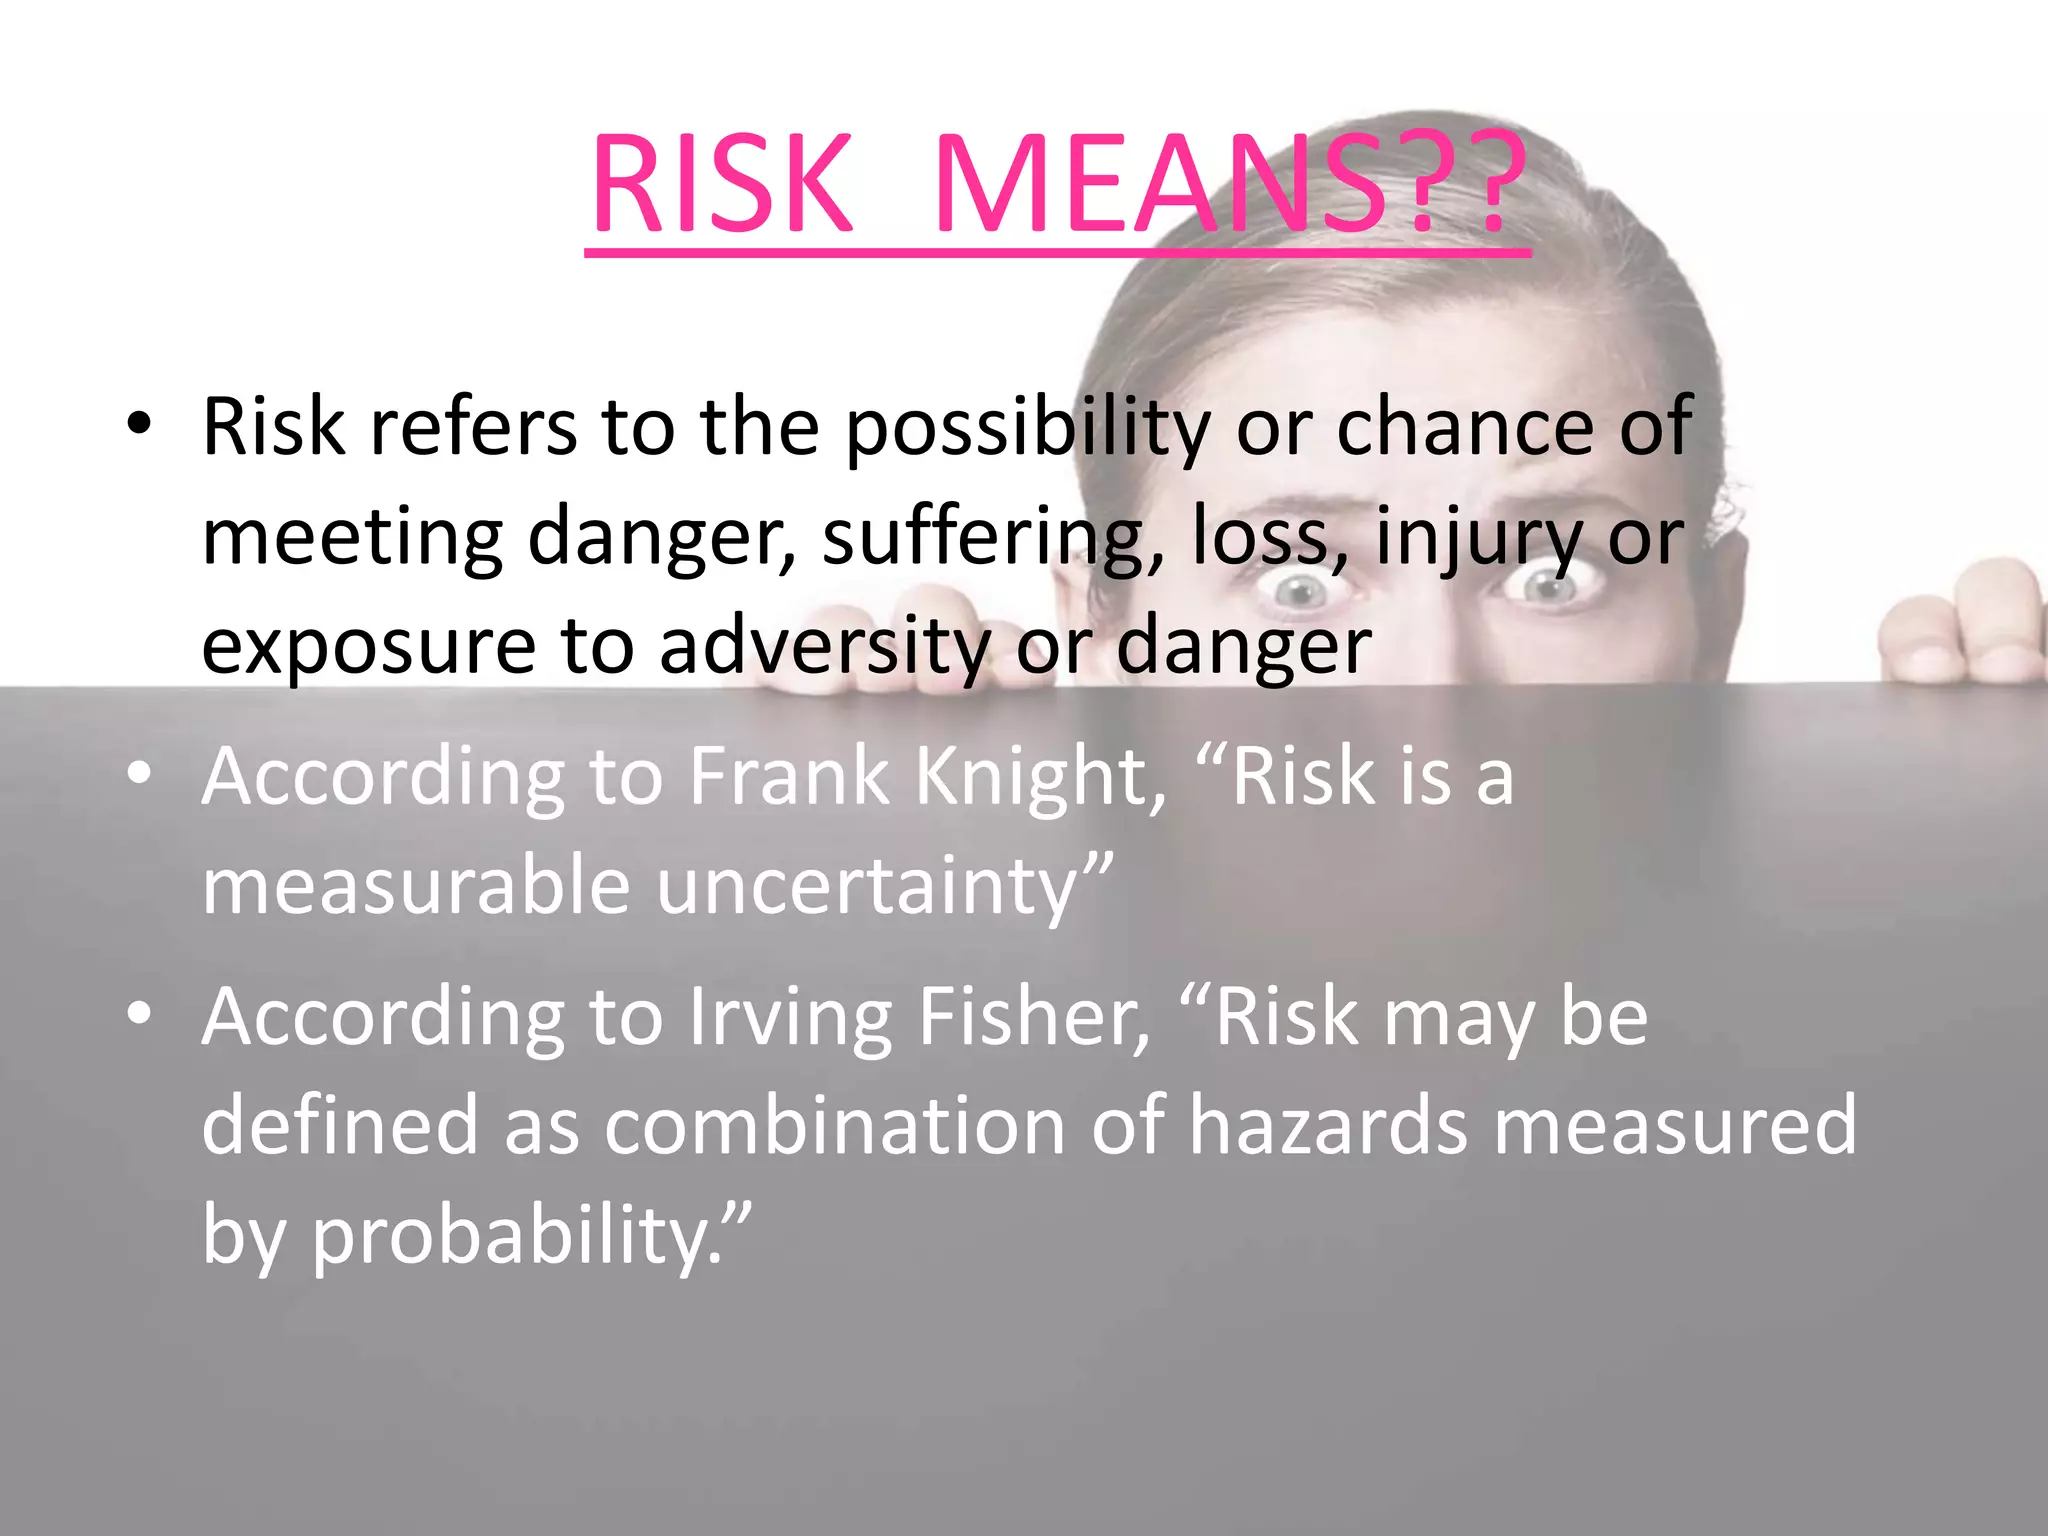 RISK  MEANS??
• Risk refers to the possibility or chance of
meeting danger, suffering, loss, injury or
exposure to adversity or danger
• According to Frank Knight, “Risk is a
measurable uncertainty”
• According to Irving Fisher, “Risk may be
defined as combination of hazards measured
by probability.”